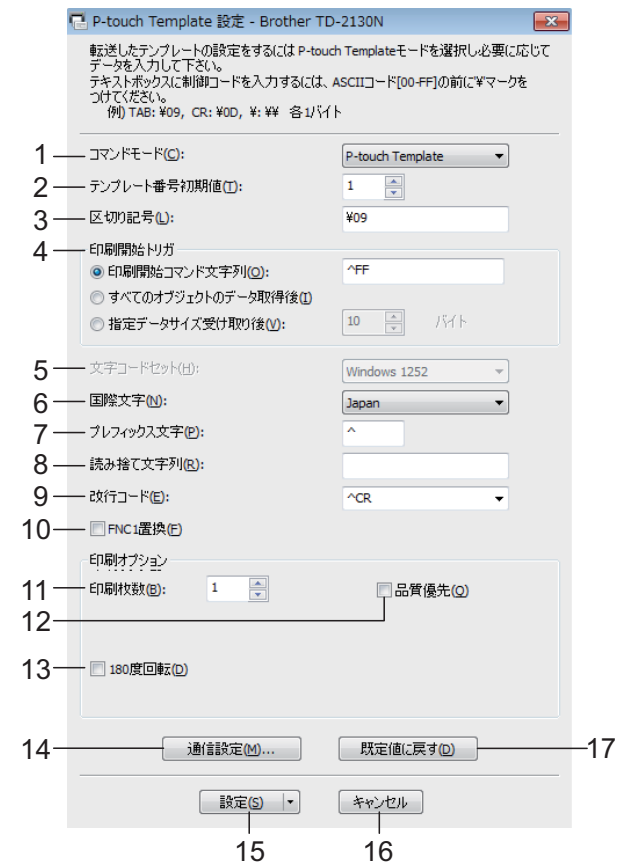 P-touch Template 設定 - Brother TD-2130N
転送したテンプレートの設定をするには P-touch Templateモードを選択し必要に応じて
データを入力して下さい。
テキストボックスに制御コードを入力するには、ASCIIコード[00-FF]の前に¥マークを
つけてください。
例) TAB: ¥09, CR: ¥0D, ¥: ¥¥ 各1バイト
1 コマンドモード(C): P-touch Template
2 テンプレート番号初期値(T): 1
3 区切り記号(L): ¥09
4 印刷開始トリガ
印刷開始コマンド文字列(O): ^FF
すべてのオブジェクトのデータ取得後(I)
指定データサイズ受け取り後(V): 10 バイト
5 文字コードセット(H): Windows 1252
6 国際文字(N): Japan
7 プレフィックス文字(P): ^
8 読み捨て文字列(R):
9 改行コード(E): ^CR
10 FNC1置換(F)
印刷オプション
11 印刷枚数(B): 1 品質優先(Q)
12
13 180度回転(D)
14 通信設定(M)... 既定値に戻す(D) 17
設定(S) キャンセル
15 16